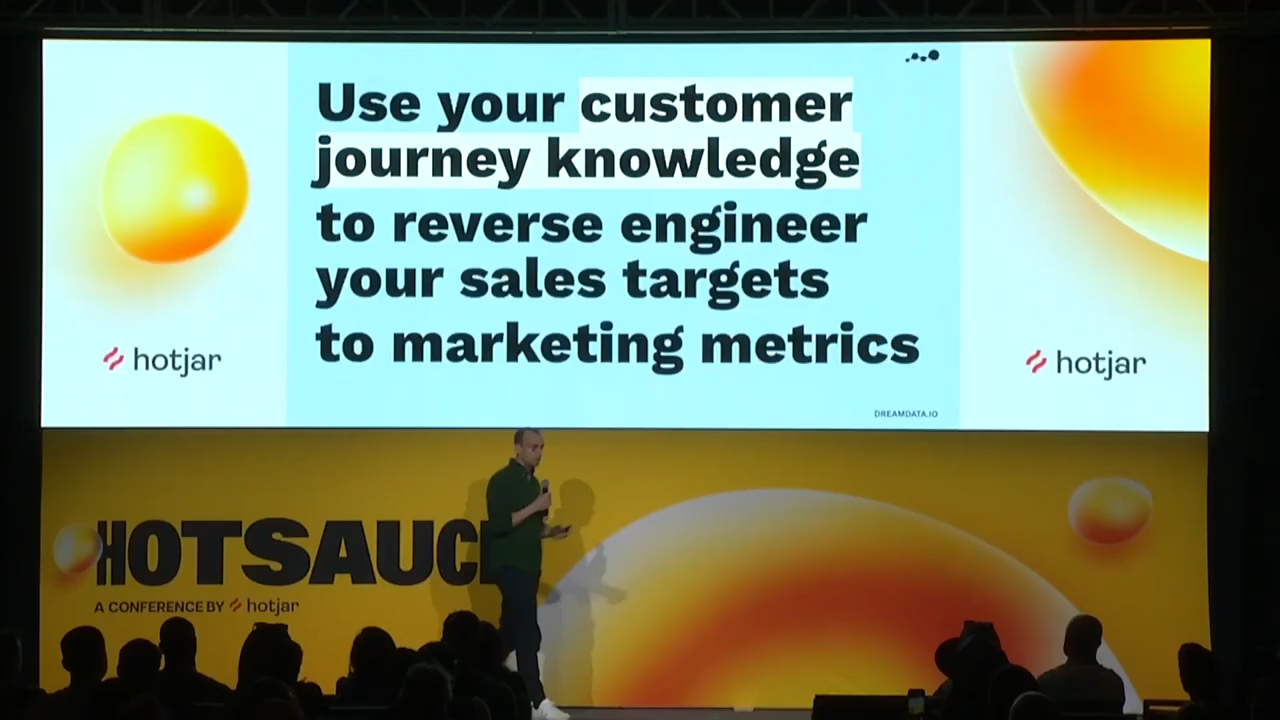 Use your customer
journey knowledge
to reverse engineer
your sales targets
to marketing metrics
DREAMDATA.IO
hotjar
hotjar
HOTSAUC
A CONFERENCE BY hotjar